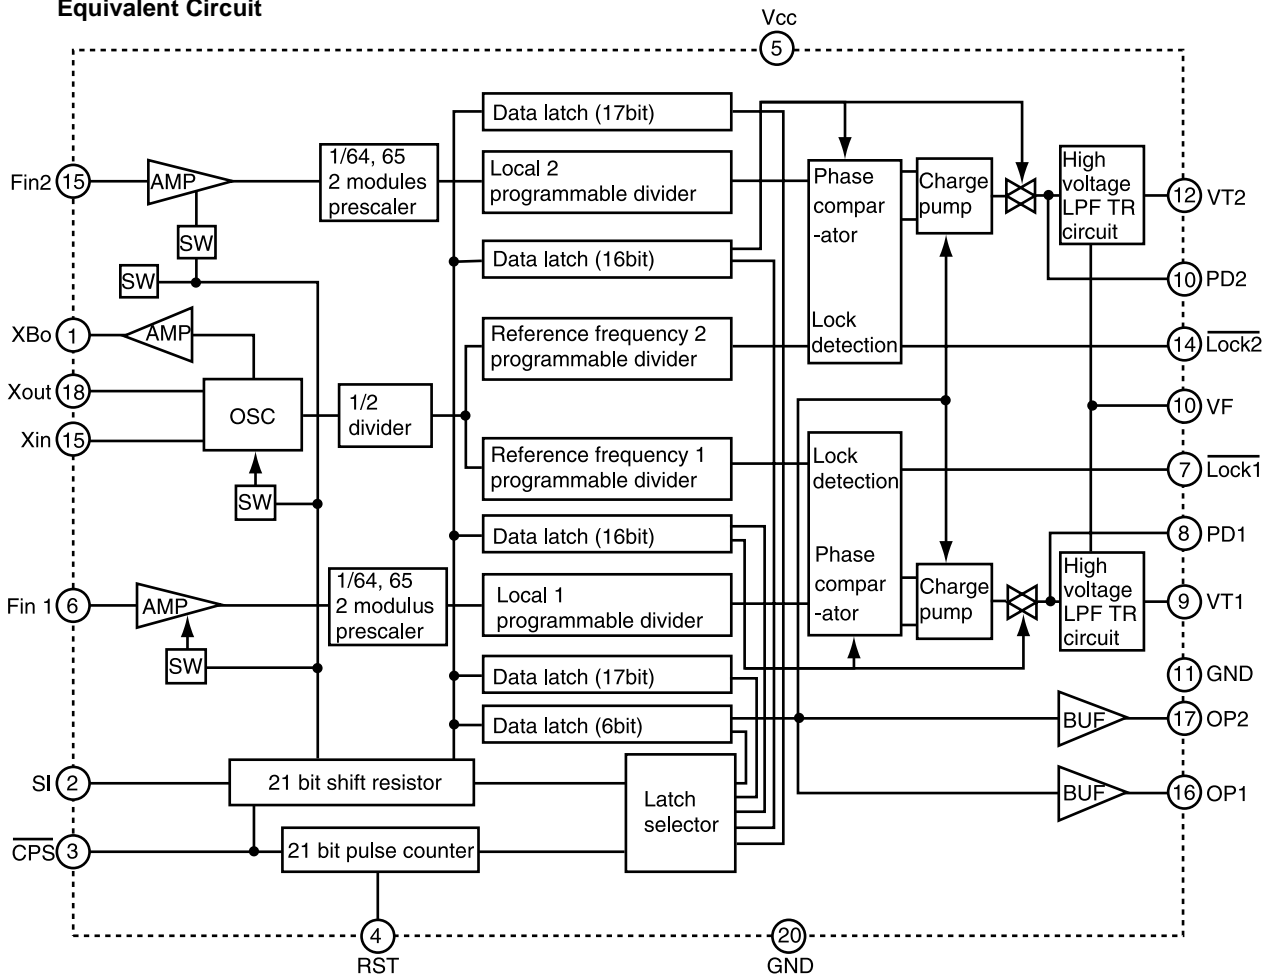 Equivalent Circuit
Vcc
5
Fin2
15
AMP
SW
SW
1/64, 65
2 modules
prescaler
Data latch (17bit)
Local 2
programmable divider
Data latch (16bit)
Phase
compar
-ator
Lock
detection
Charge
pump
High
voltage
LPF TR
circuit
12
VT2
10
PD2
14
Lock2
XBo
1
AMP
Xout
18
Xin
15
OSC
SW
1/2
divider
Reference frequency 2
programmable divider
Reference frequency 1
programmable divider
10
VF
Lock
detection
Phase
compar
-ator
7
Lock1
8
PD1
Data latch (16bit)
Fin 1
6
AMP
SW
1/64, 65
2 modulus
prescaler
Local 1
programmable divider
Charge
pump
High
voltage
LPF TR
circuit
9
VT1
11
GND
Data latch (17bit)
Data latch (6bit)
BUF
17
OP2
SI
2
21 bit shift resistor
Latch
selector
BUF
16
OP1
CPS
3
21 bit pulse counter
4
RST
20
GND